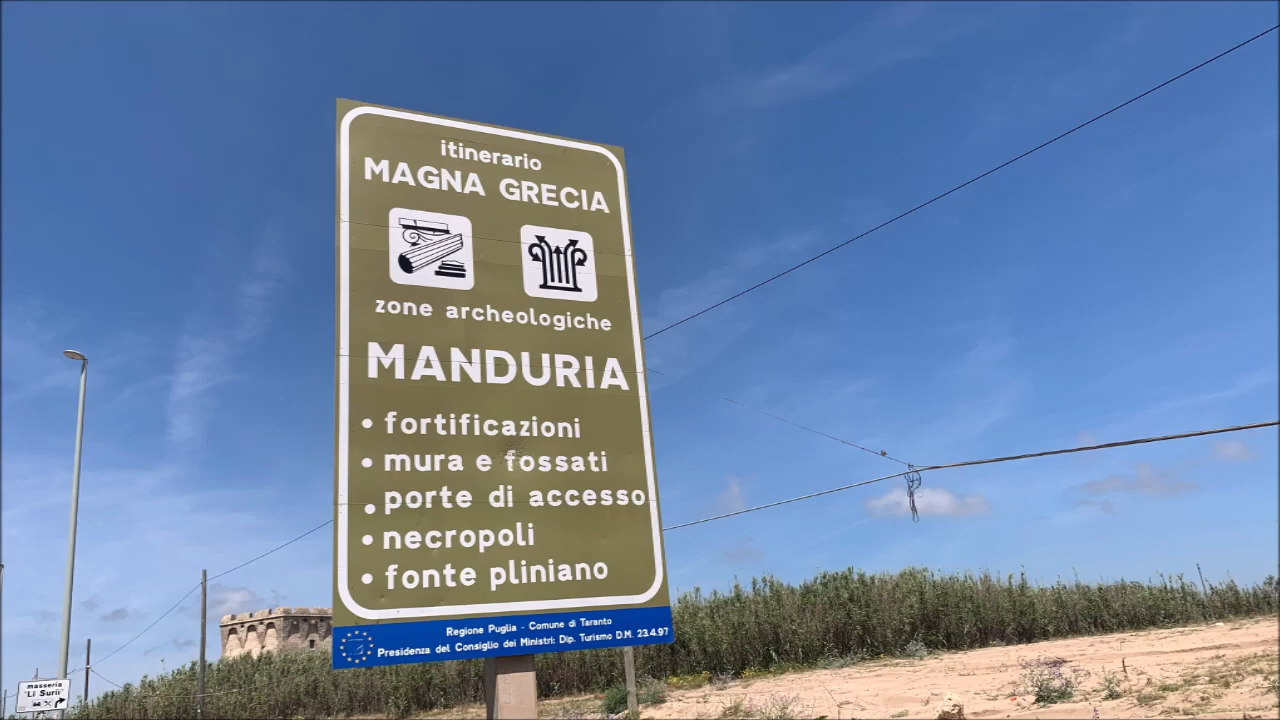 itinerario
MAGNA GRECIA
zone archeologiche
MANDURIA
• fortificazioni
• mura e fossati
• porte di accesso
• necropoli
• fonte pliniano
Regione Puglia - Comune di Taranto
Presidenza del Consiglio dei Ministri: Dip. Turismo D.M. 23.4.97
masseria
"Li Surii"